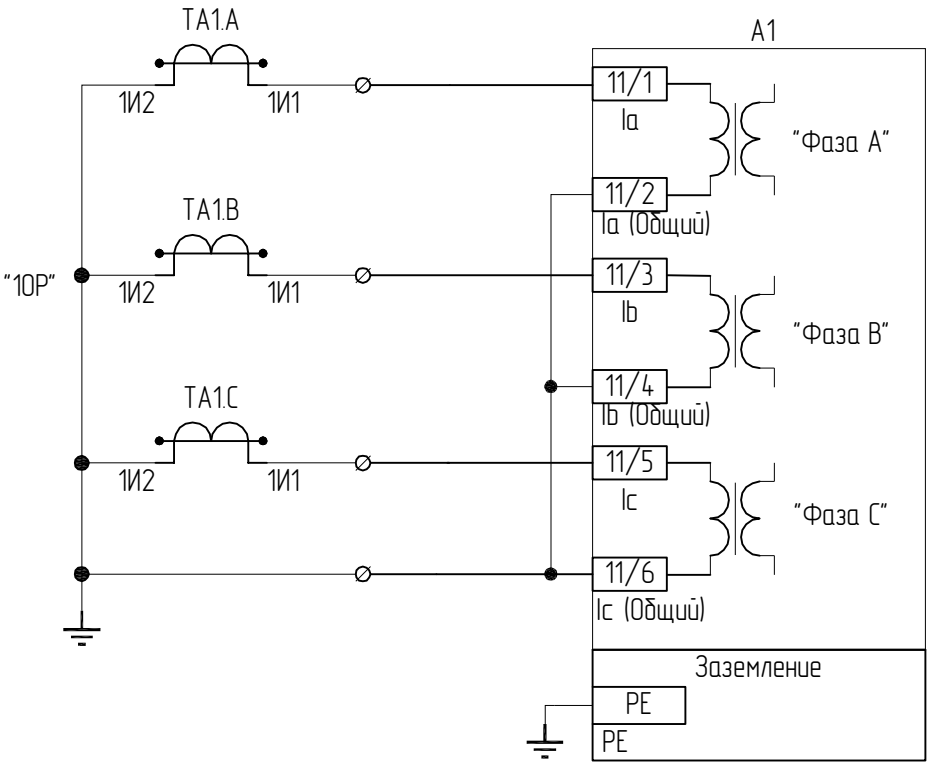 TA1.A
A1
1И2
1И1
11/1
Ia
"Фаза A"
11/2
Ia (Общий)
TA1.B
"10P"
1И2
1И1
11/3
Ib
"Фаза B"
11/4
Ib (Общий)
TA1.C
1И2
1И1
11/5
Ic
"Фаза C"
11/6
Ic (Общий)
Заземление
PE
PE